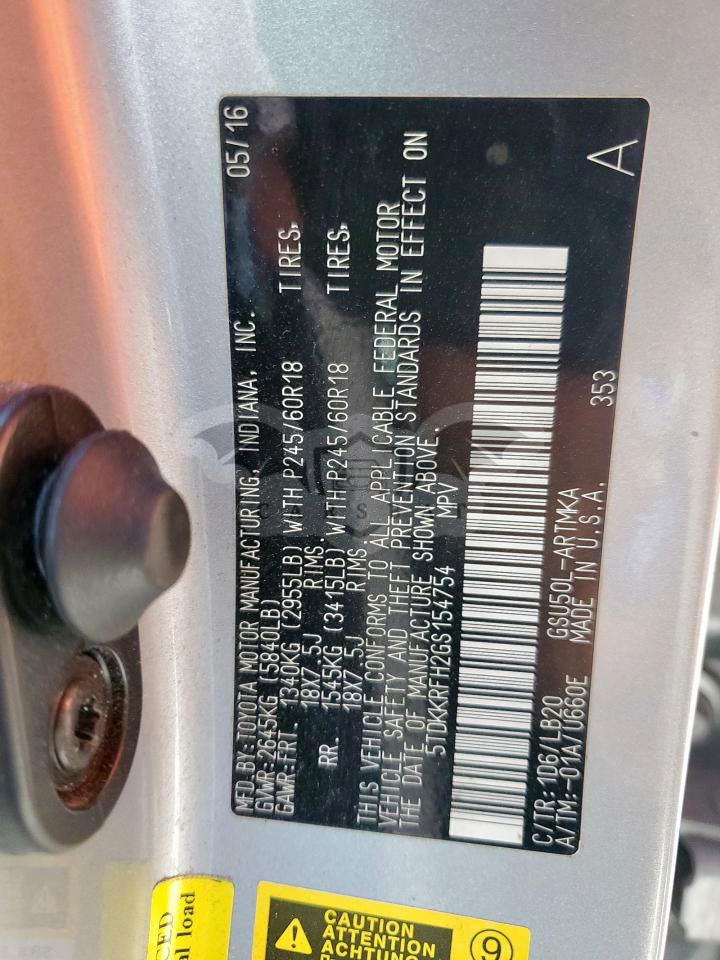 MFD.BY:TOYOTA MOTOR MANUFACTURING, INDIANA, INC. 05/16
GVWR:2645KG (5840LB)
GAWR:FRT. 1340KG (2955LB) WITH P245/60R18 TIRES,
18X7.5J RIMS.
RR. 1545KG (3415LB) WITH P245/60R18 TIRES,
18X7.5J RIMS.
THIS VEHICLE CONFORMS TO ALL APPLICABLE FEDERAL MOTOR
VEHICLE SAFETY AND THEFT PREVENTION STANDARDS IN EFFECT ON
THE DATE OF MANUFACTURE SHOWN ABOVE.
5TDKKRFH2GS154754 MPV
C/TR:1D6/LB20 GSU50L-ARTMKA 353 A
A/TM:-01A/U660E MADE IN U.S.A.
load
CAUTION
ATTENTION
ACHTUNG
9